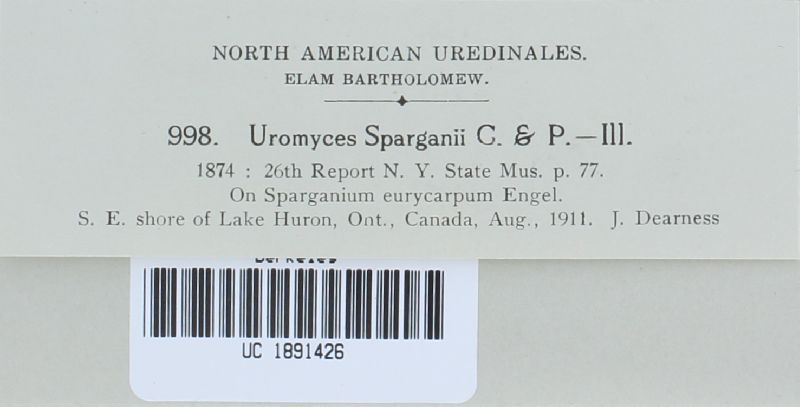 NORTH AMERICAN UREDINALES.
ELAM BARTHOLOMEW.
998. Uromyces Sparganii C. & P.—III.
1874 : 26th Report N. Y. State Mus. p. 77.
On Sparganium eurycarpum Engel.
S. E. shore of Lake Huron, Ont., Canada, Aug., 1911. J. Dearness
UC 1891426